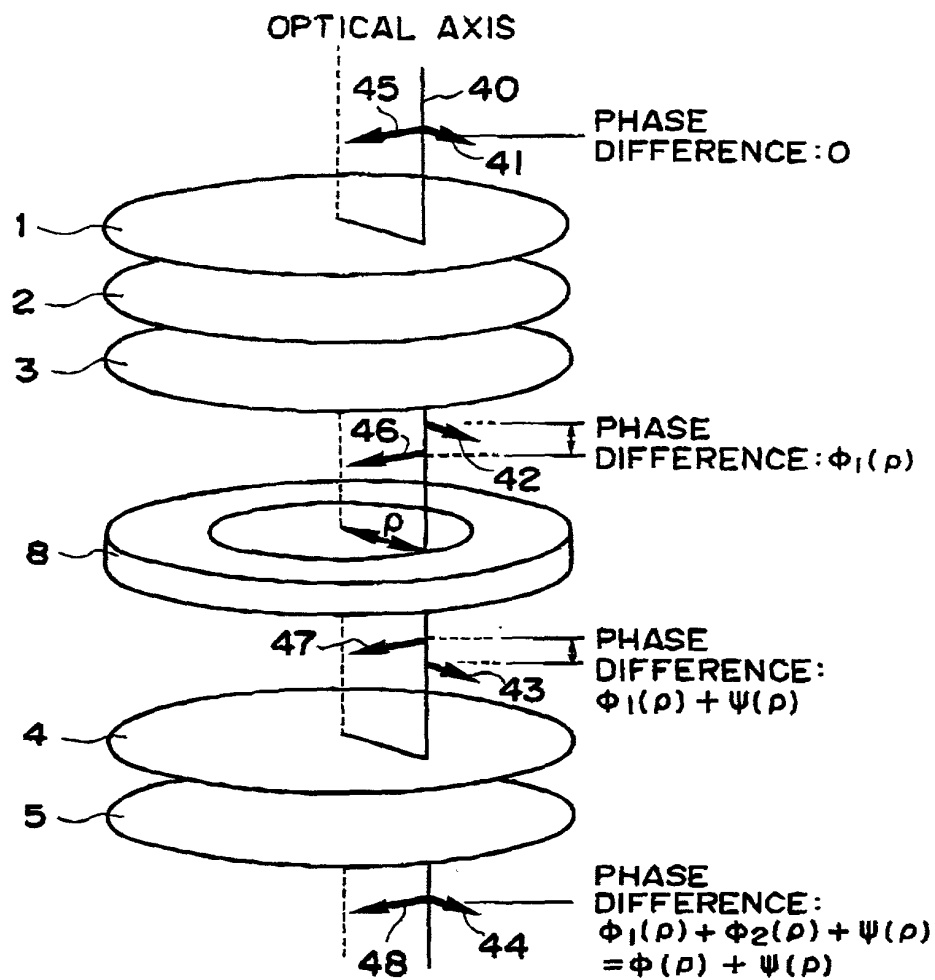 OPTICAL AXIS
45
40
PHASE
DIFFERENCE: 0
41
1
2
3
46
PHASE
DIFFERENCE: Φ₁(ρ)
42
ρ
8
47
PHASE
DIFFERENCE:
Φ₁(ρ) + Ψ(ρ)
43
4
5
PHASE
DIFFERENCE:
Φ₁(ρ) + Φ₂(ρ) + Ψ(ρ)
= Φ(ρ) + Ψ(ρ)
48
44